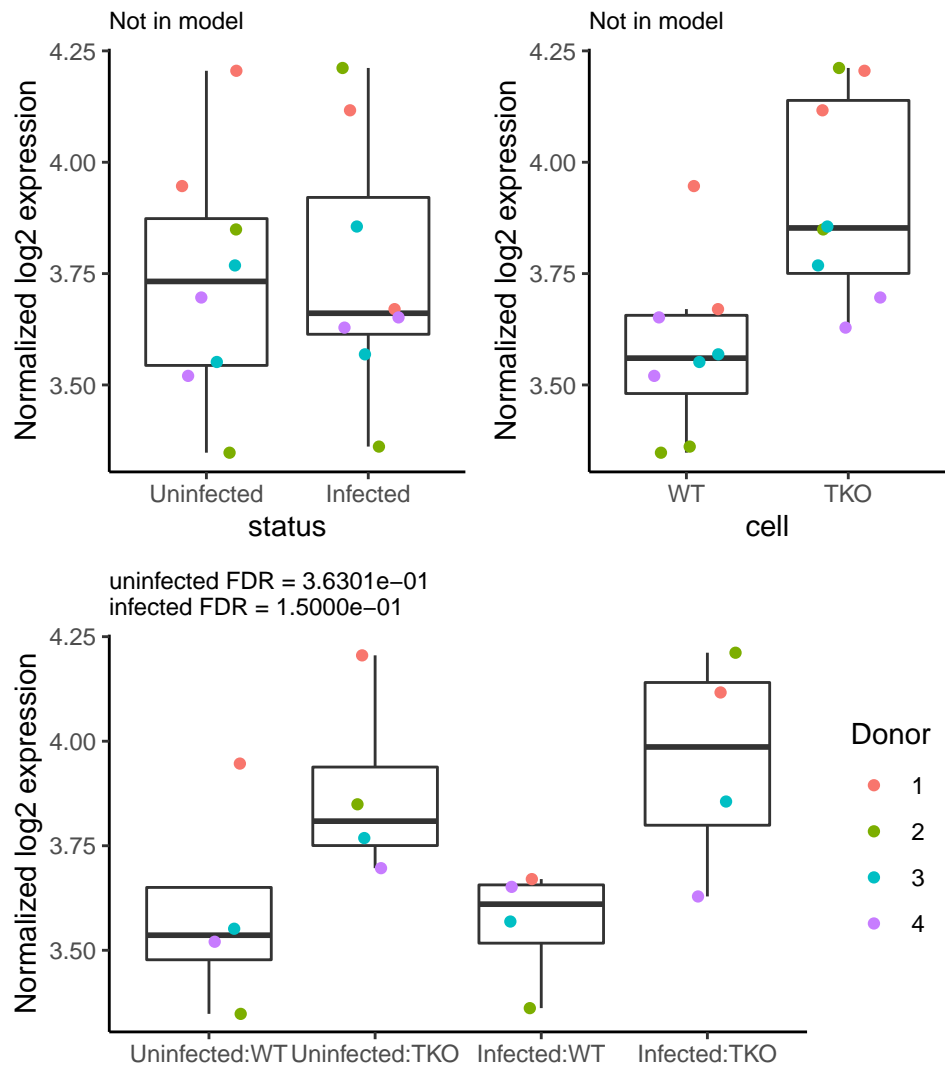 Not in model
4.25
4.00
3.75
3.50
Normalized log2 expression
Uninfected Infected
status
Not in model
4.25
4.00
3.75
3.50
Normalized log2 expression
WT TKO
cell
uninfected FDR = 3.6301e−01
infected FDR = 1.5000e−01
4.25
4.00
3.75
3.50
Normalized log2 expression
Uninfected:WT Uninfected:TKO Infected:WT Infected:TKO
Donor
1
2
3
4